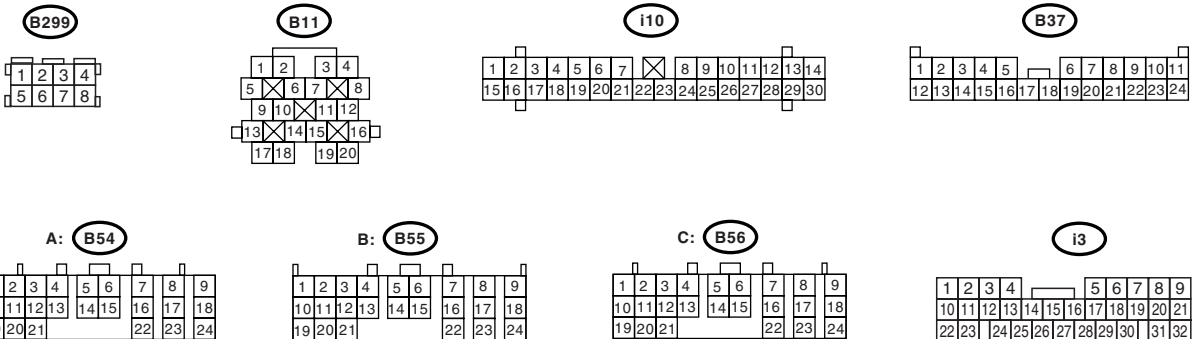 B299
B11
i10
B37
1 2 3 4
5 6 7 8
1 2 3 4
5 6 7 8
9 10 11 12
13 14 15 16
17 18 19 20
1 2 3 4 5 6 7 8 9 10 11 12 13 14
15 16 17 18 19 20 21 22 23 24 25 26 27 28 29 30
1 2 3 4 5 6 7 8 9 10 11
12 13 14 15 16 17 18 19 20 21 22 23 24
A: B54
B: B55
C: B56
i3
2 3 4 5 6 7 8 9
11 12 13 14 15 16 17 18
20 21 22 23 24
1 2 3 4 5 6 7 8 9
10 11 12 13 14 15 16 17 18
19 20 21 22 23 24
1 2 3 4 5 6 7 8 9
10 11 12 13 14 15 16 17 18
19 20 21 22 23 24
1 2 3 4 5 6 7 8 9
10 11 12 13 14 15 16 17 18 19 20 21
22 23 24 25 26 27 28 29 30 31 32